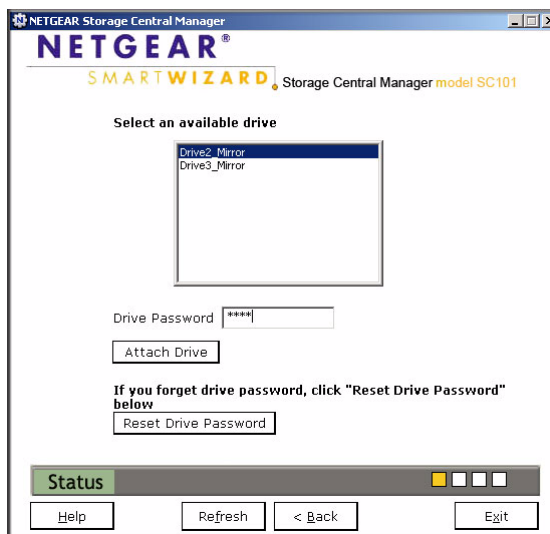 NETGEAR Storage Central Manager
NETGEAR®
SMARTWIZARD Storage Central Manager model SC101
Select an available drive
Drive2_Mirror
Drive3_Mirror
Drive Password ****
Attach Drive
If you forget drive password, click "Reset Drive Password"
below
Reset Drive Password
Status
Help Refresh < Back Exit